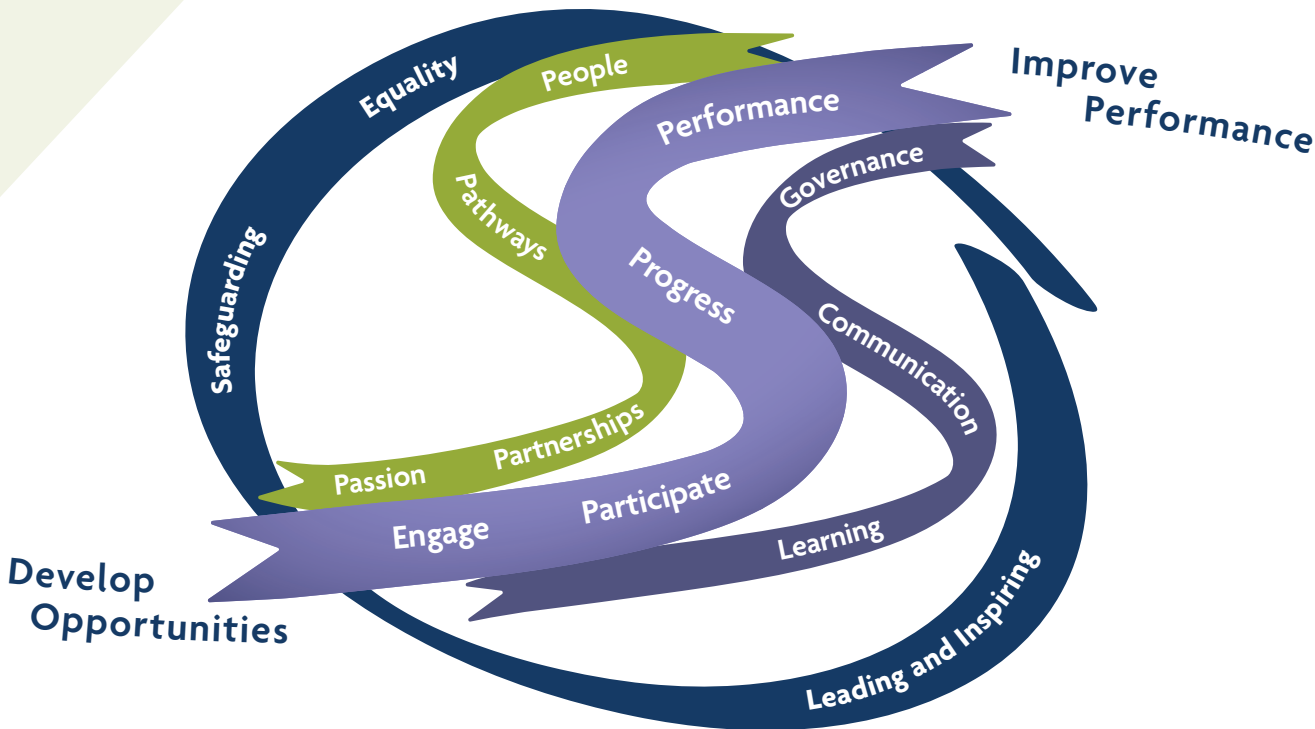 Equality
People
Performance
Improve
Performance
Governance
Pathways
Safeguarding
Progress
Communication
Partnerships
Passion
Participate
Engage
Learning
Develop
Opportunities
Leading and Inspiring